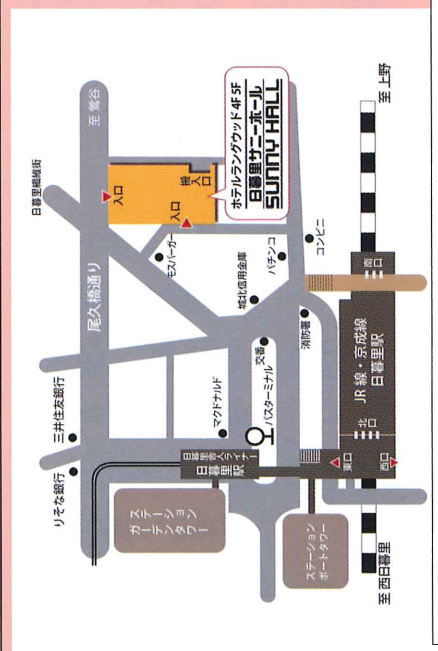 日暮里繊維街
至 鶯谷
尾久橋通り
三井住友銀行
りそな銀行
入口
入口
搬入口
ホテルラングウッド 4F 5F
日暮里サニーホール
SUNNY HALL
モスバーガー
城北信用金庫
パチンコ
コンビニ
マクドナルド
交番
バスターミナル
消防署
日暮里舎人ライナー
日暮里駅
ステーション
ガーデンタワー
ステーション
ポートタワー
北口
南口
東口
西口
JR線・京成線
日暮里駅
至 上野
至 西日暮里